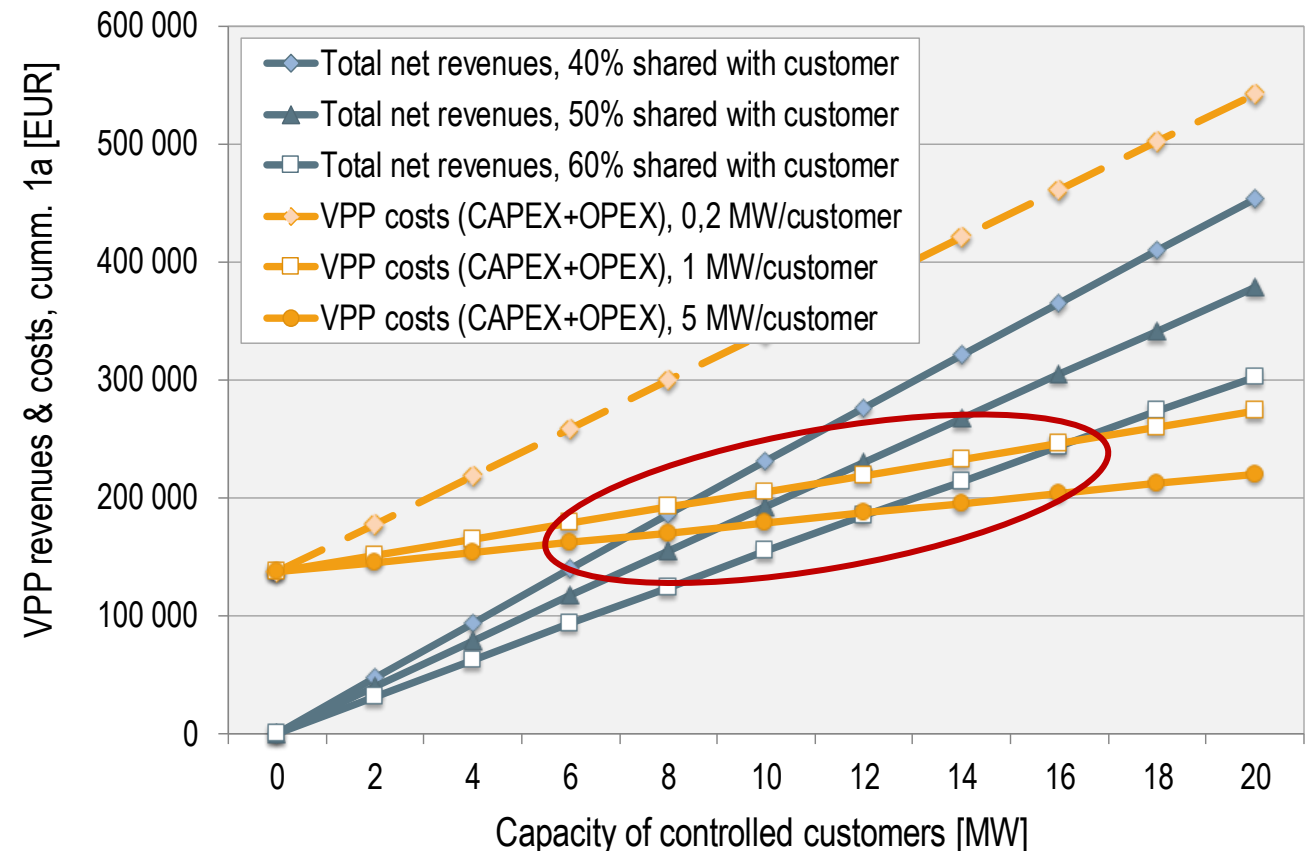 VPP revenues & costs, cumm. 1a [EUR]
600 000
500 000
400 000
300 000
200 000
100 000
0
Total net revenues, 40% shared with customer
Total net revenues, 50% shared with customer
Total net revenues, 60% shared with customer
VPP costs (CAPEX+OPEX), 0,2 MW/customer
VPP costs (CAPEX+OPEX), 1 MW/customer
VPP costs (CAPEX+OPEX), 5 MW/customer
0 2 4 6 8 10 12 14 16 18 20
Capacity of controlled customers [MW]